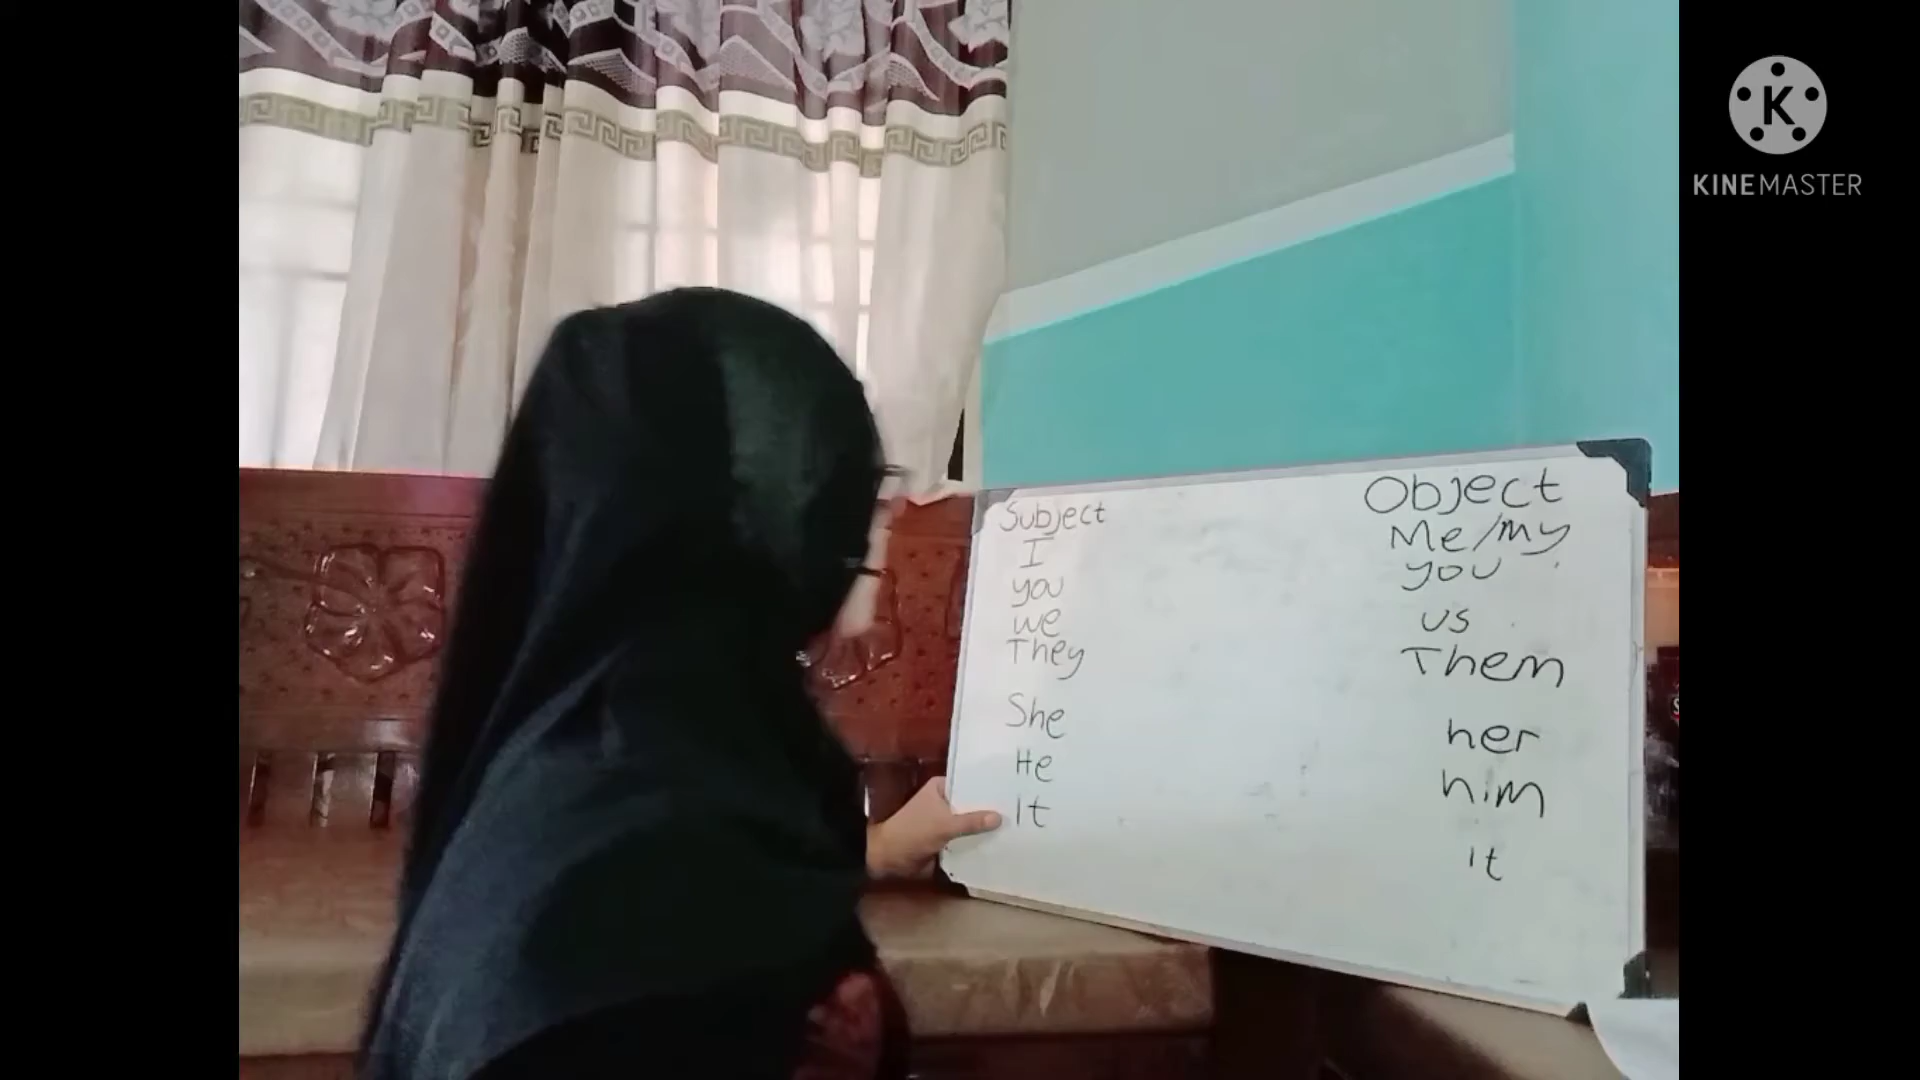 Subject
I
you
we
They
She
He
It
Object
Me/my
you
us
Them
her
him
it
K
KINEMASTER